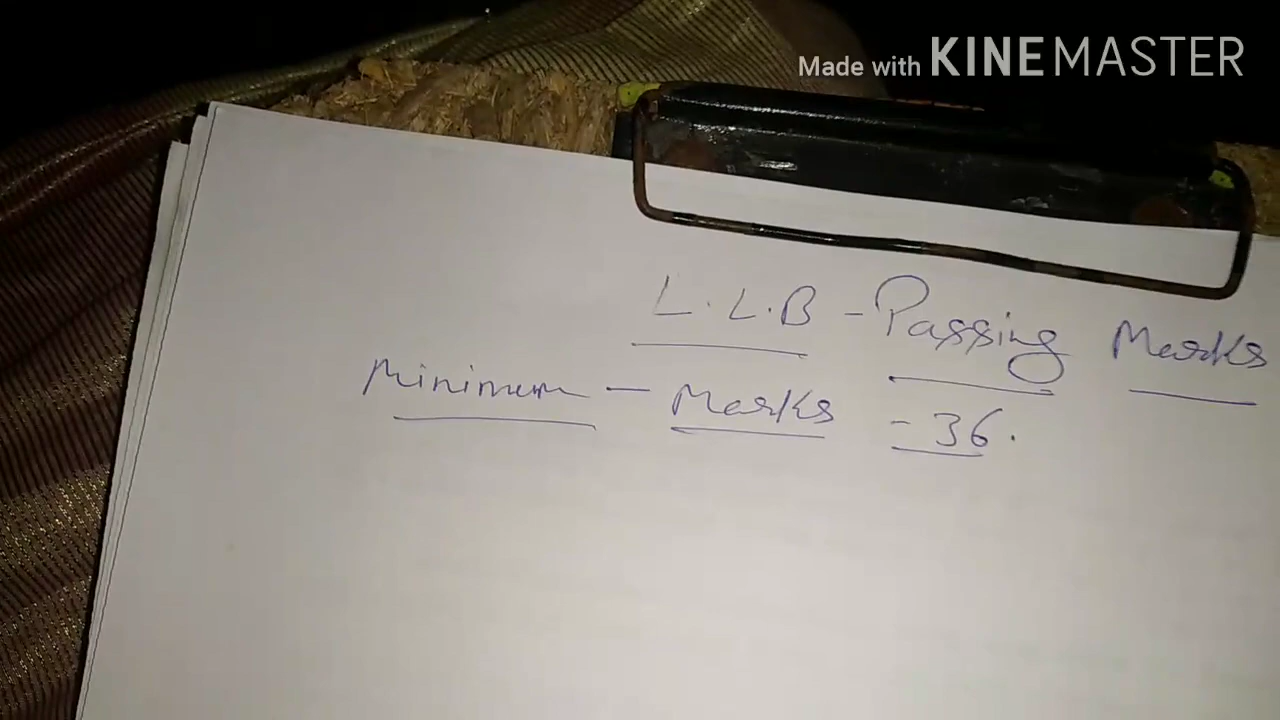 Made with KINEMASTER
L.L.B - Passing Marks
Minimum - Marks = 36.